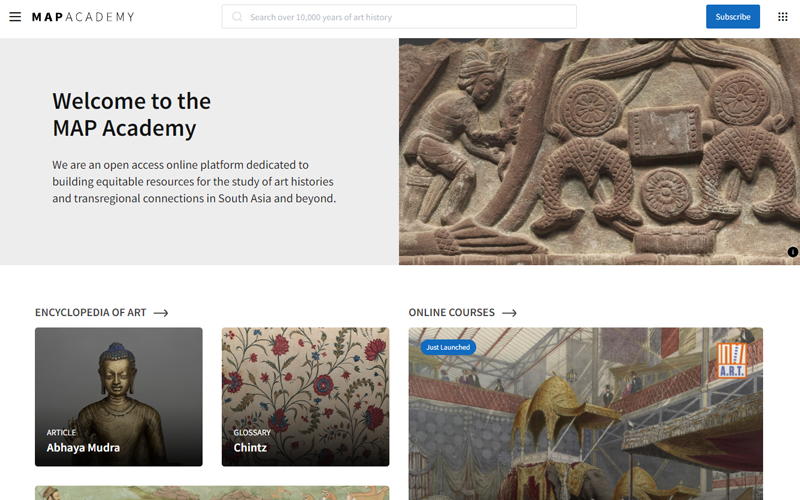 MAPACADEMY
Search over 10,000 years of art history
Subscribe
Welcome to the
MAP Academy
We are an open access online platform dedicated to
building equitable resources for the study of art histories
and transregional connections in South Asia and beyond.
i
ENCYCLOPEDIA OF ART
ONLINE COURSES
ARTICLE
Abhaya Mudra
GLOSSARY
Chintz
Just Launched
A.R.T.